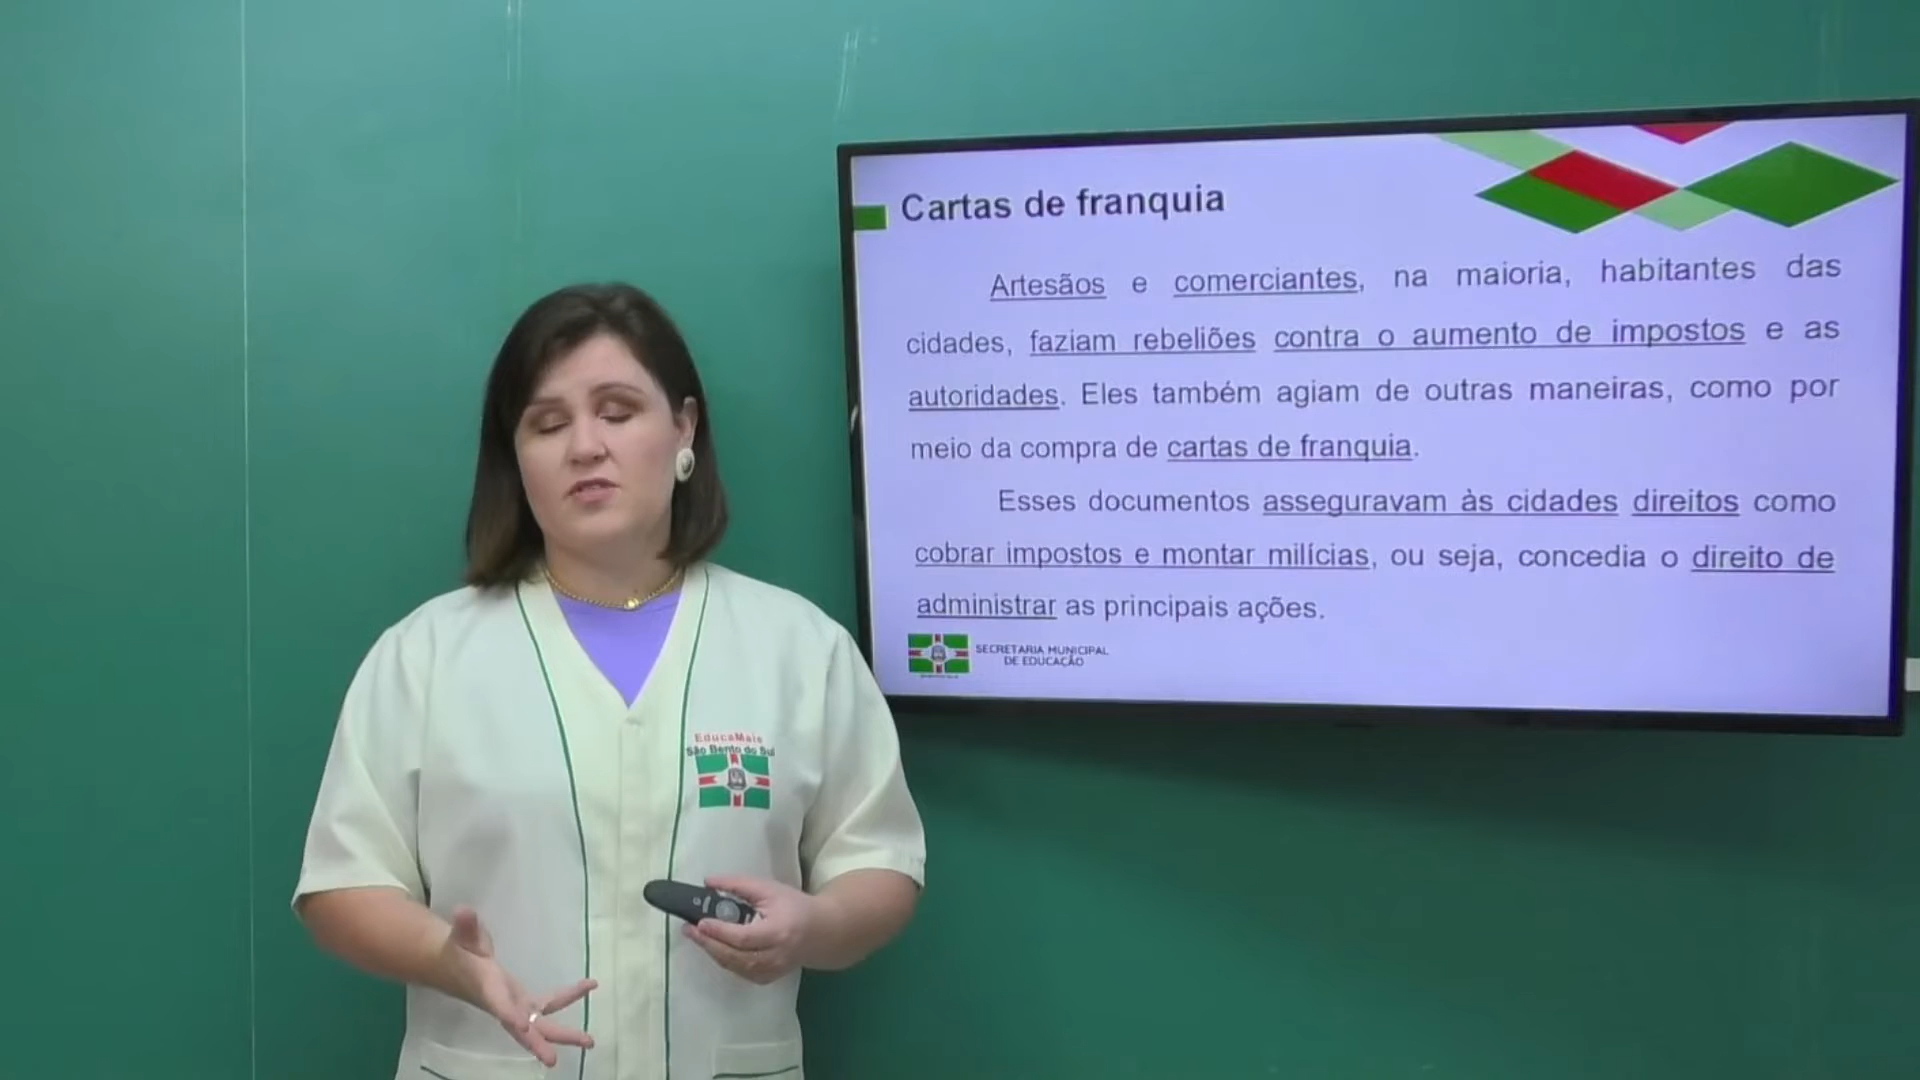 Cartas de franquia
Artesãos e comerciantes, na maioria, habitantes das
cidades, faziam rebeliões contra o aumento de impostos e as
autoridades. Eles também agiam de outras maneiras, como por
meio da compra de cartas de franquia.
Esses documentos asseguravam às cidades direitos como
cobrar impostos e montar milícias, ou seja, concedia o direito de
administrar as principais ações.
SECRETARIA MUNICIPAL
DE EDUCAÇÃO
EducaMais
São Bento do Sul